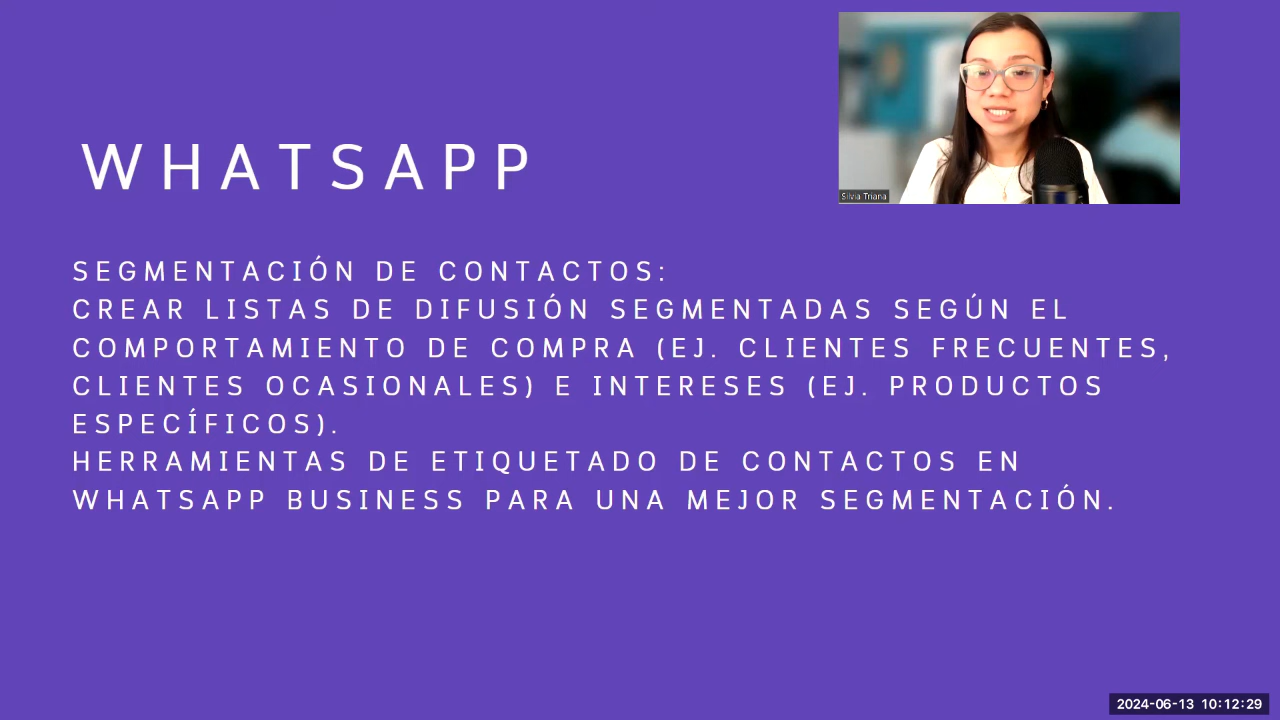 WHATSAPP
Silvia Triana
SEGMENTACIÓN DE CONTACTOS:
CREAR LISTAS DE DIFUSIÓN SEGMENTADAS SEGÚN EL
COMPORTAMIENTO DE COMPRA (EJ. CLIENTES FRECUENTES,
CLIENTES OCASIONALES) E INTERESES (EJ. PRODUCTOS
ESPECÍFICOS).
HERRAMIENTAS DE ETIQUETADO DE CONTACTOS EN
WHATSAPP BUSINESS PARA UNA MEJOR SEGMENTACIÓN.
2024-06-13 10:12:29